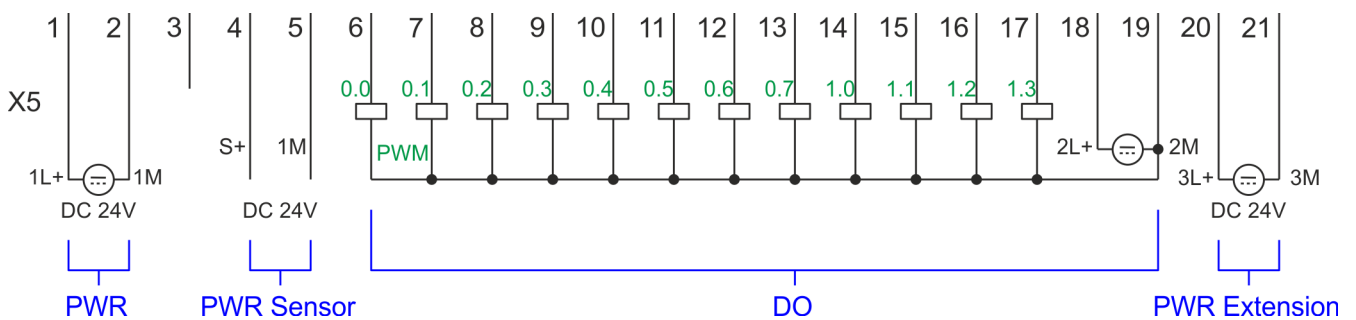 1 2 3 4 5 6 7 8 9 10 11 12 13 14 15 16 17 18 19 20 21
0.0 0.1 0.2 0.3 0.4 0.5 0.6 0.7 1.0 1.1 1.2 1.3
X5
S+ 1M PWM 2L+ 2M
1L+ 1M 3L+ 3M
DC 24V DC 24V DC 24V
PWR PWR Sensor DO PWR Extension